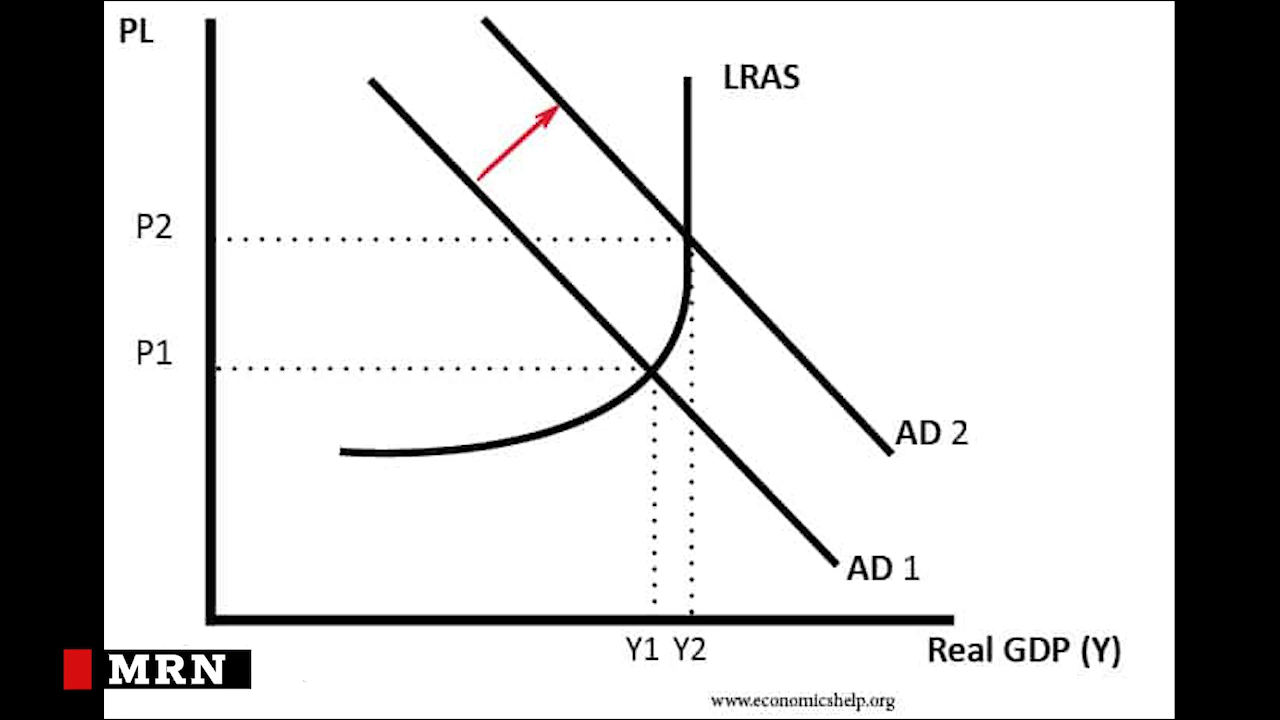 PL
LRAS
P2
P1
AD 2
AD 1
Y1 Y2
Real GDP (Y)
MRN
www.economicshelp.org